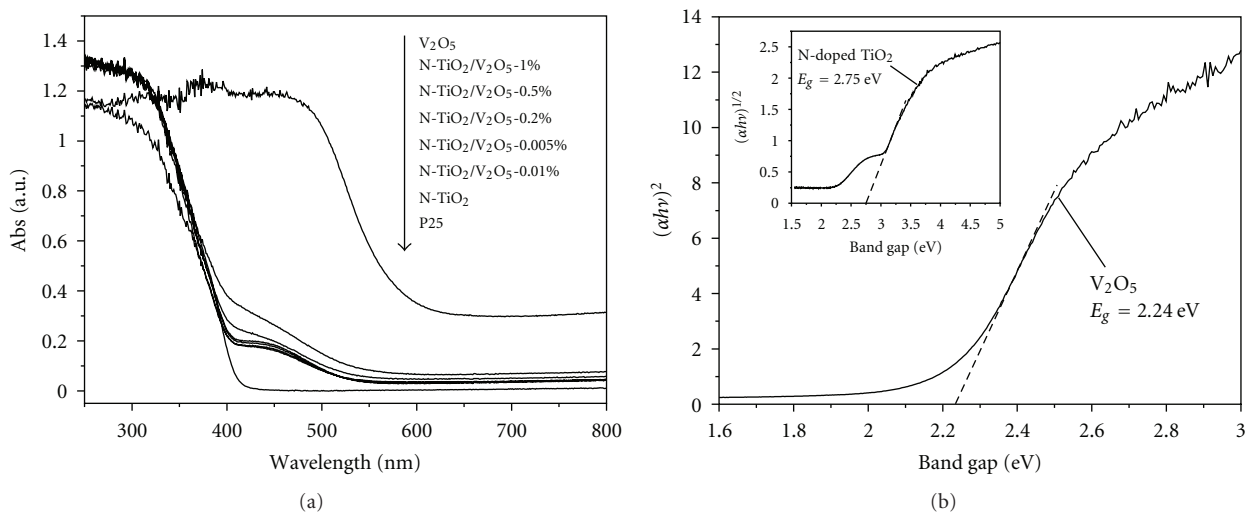 1.4
1.2
1
0.8
0.6
0.4
0.2
0
Abs (a.u.)
300 400 500 600 700 800
Wavelength (nm)
V₂O₅
N-TiO₂/V₂O₅-1%
N-TiO₂/V₂O₅-0.5%
N-TiO₂/V₂O₅-0.2%
N-TiO₂/V₂O₅-0.005%
N-TiO₂/V₂O₅-0.01%
N-TiO₂
P25
(a)
14
12
10
8
6
4
2
0
(αhν)²
1.6 1.8 2 2.2 2.4 2.6 2.8 3
Band gap (eV)
V₂O₅
E_g = 2.24 eV
2.5
2
1.5
1
0.5
0
(αhν)^1/2
1.5 2 2.5 3 3.5 4 4.5 5
Band gap (eV)
N-doped TiO₂
E_g = 2.75 eV
(b)